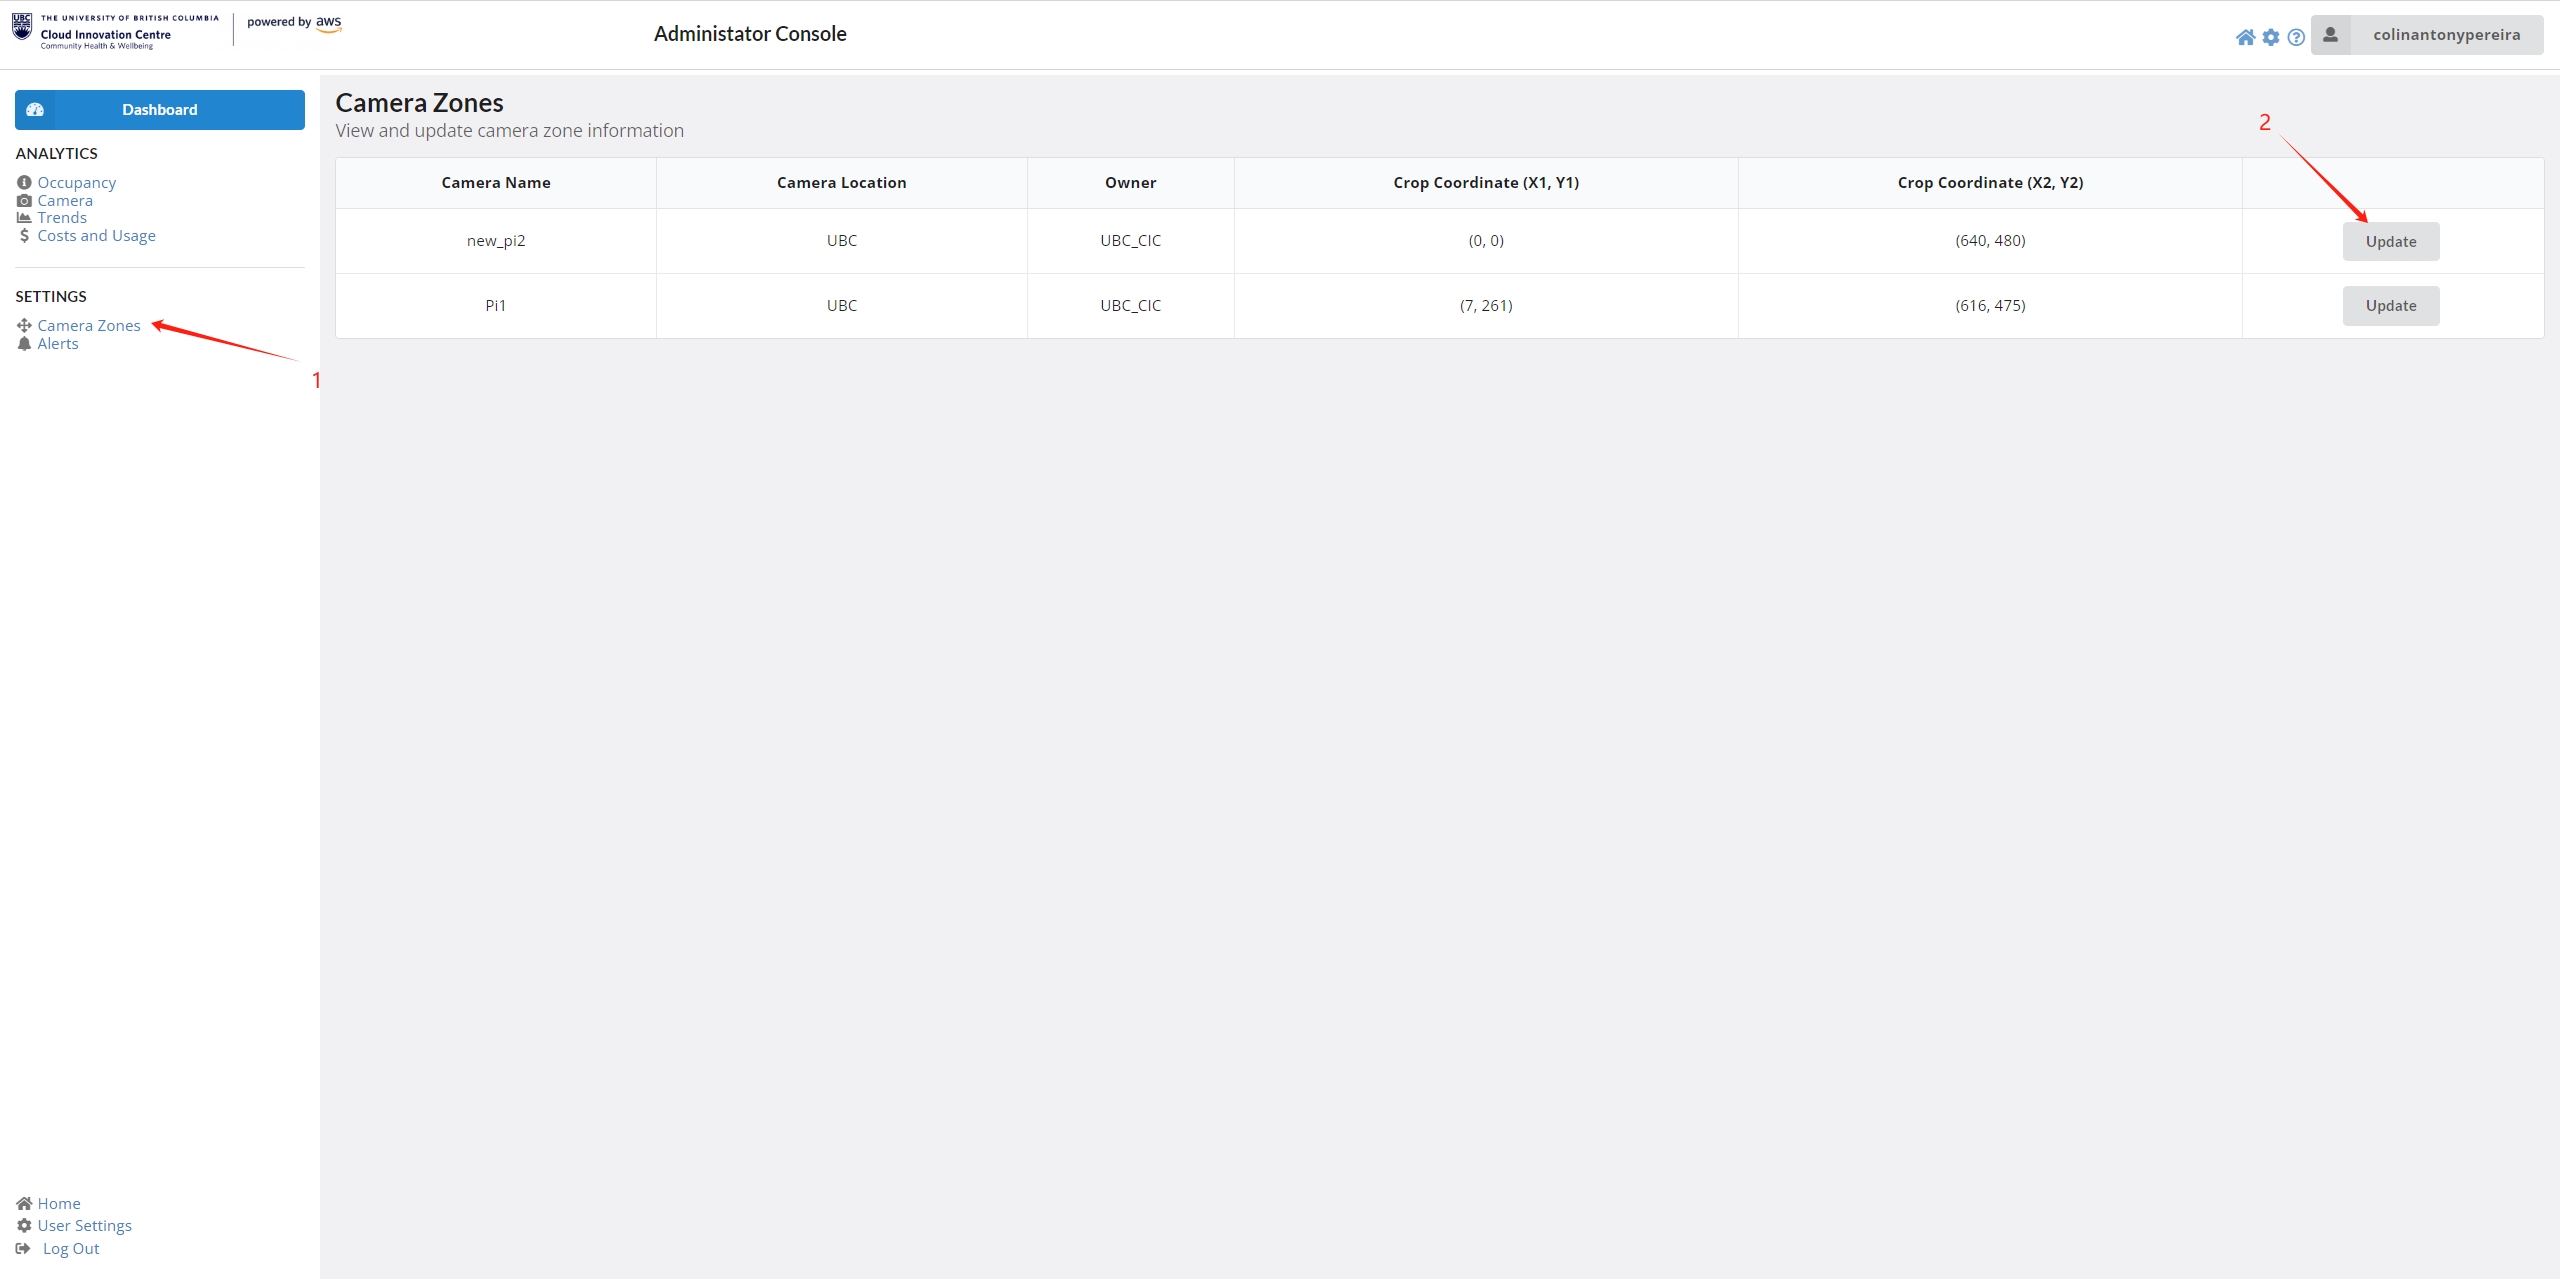 UBC
THE UNIVERSITY OF BRITISH COLUMBIA
Cloud Innovation Centre
Community Health & Wellbeing
powered by aws
Administator Console
colinantonypereira
Dashboard
ANALYTICS
Occupancy
Camera
Trends
Costs and Usage
SETTINGS
Camera Zones
Alerts
1
Home
User Settings
Log Out
Camera Zones
View and update camera zone information
2
Camera Name Camera Location Owner Crop Coordinate (X1, Y1) Crop Coordinate (X2, Y2)
new_pi2 UBC UBC_CIC (0, 0) (640, 480) Update
Pi1 UBC UBC_CIC (7, 261) (616, 475) Update